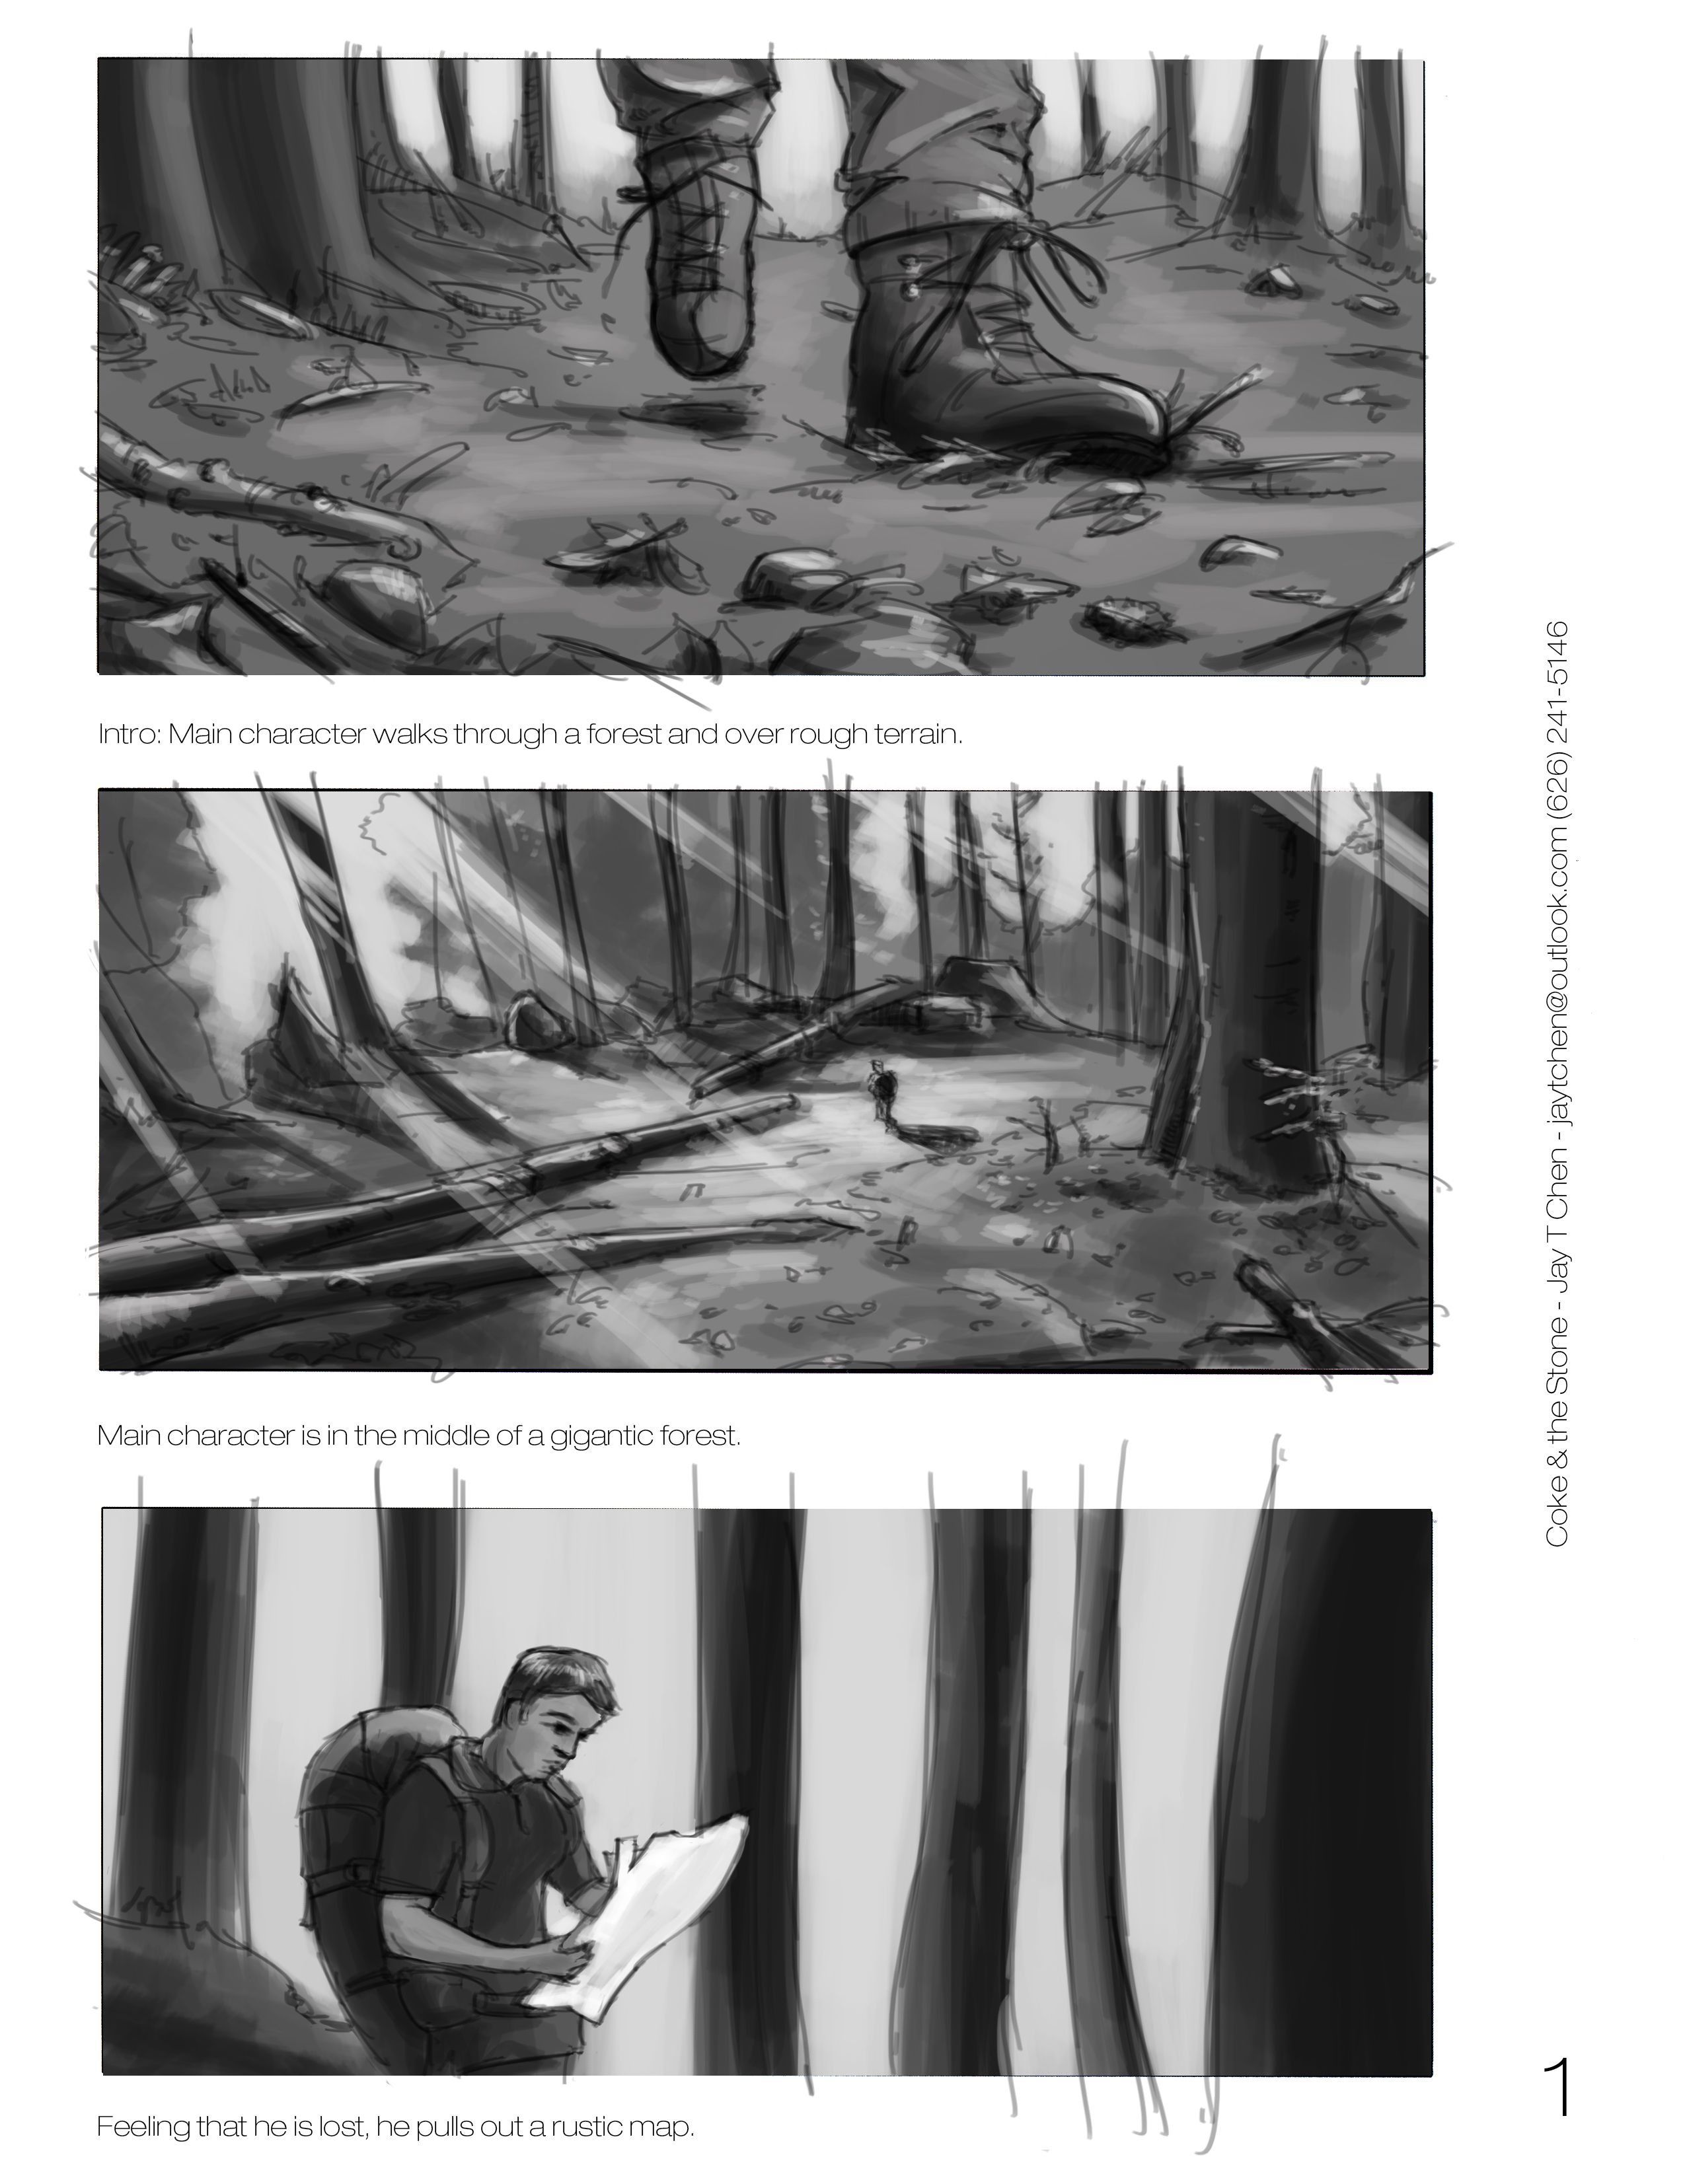 Intro: Main character walks through a forest and over rough terrain.
Main character is in the middle of a gigantic forest.
Feeling that he is lost, he pulls out a rustic map.
Coke & the Stone - Jay T Chen - jaytchen@outlook.com (626) 241-5146
1